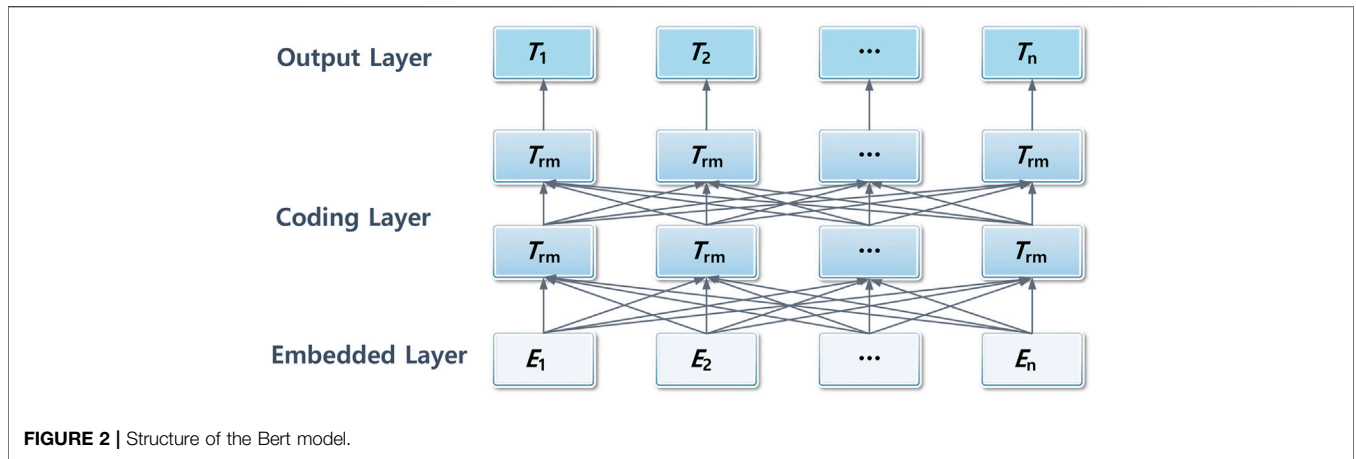 Output Layer T1 T2 ... Tn
Trm Trm ... Trm
Coding Layer
Trm Trm ... Trm
Embedded Layer E1 E2 ... En
FIGURE 2 | Structure of the Bert model.